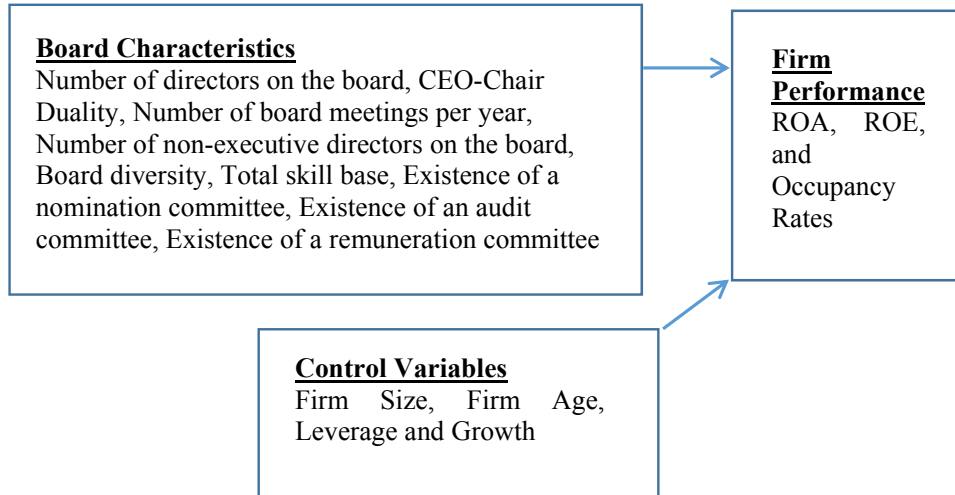 Board Characteristics
Number of directors on the board, CEO-Chair
Duality, Number of board meetings per year,
Number of non-executive directors on the board,
Board diversity, Total skill base, Existence of a
nomination committee, Existence of an audit
committee, Existence of a remuneration committee
Firm
Performance
ROA, ROE,
and
Occupancy
Rates
Control Variables
Firm Size, Firm Age,
Leverage and Growth